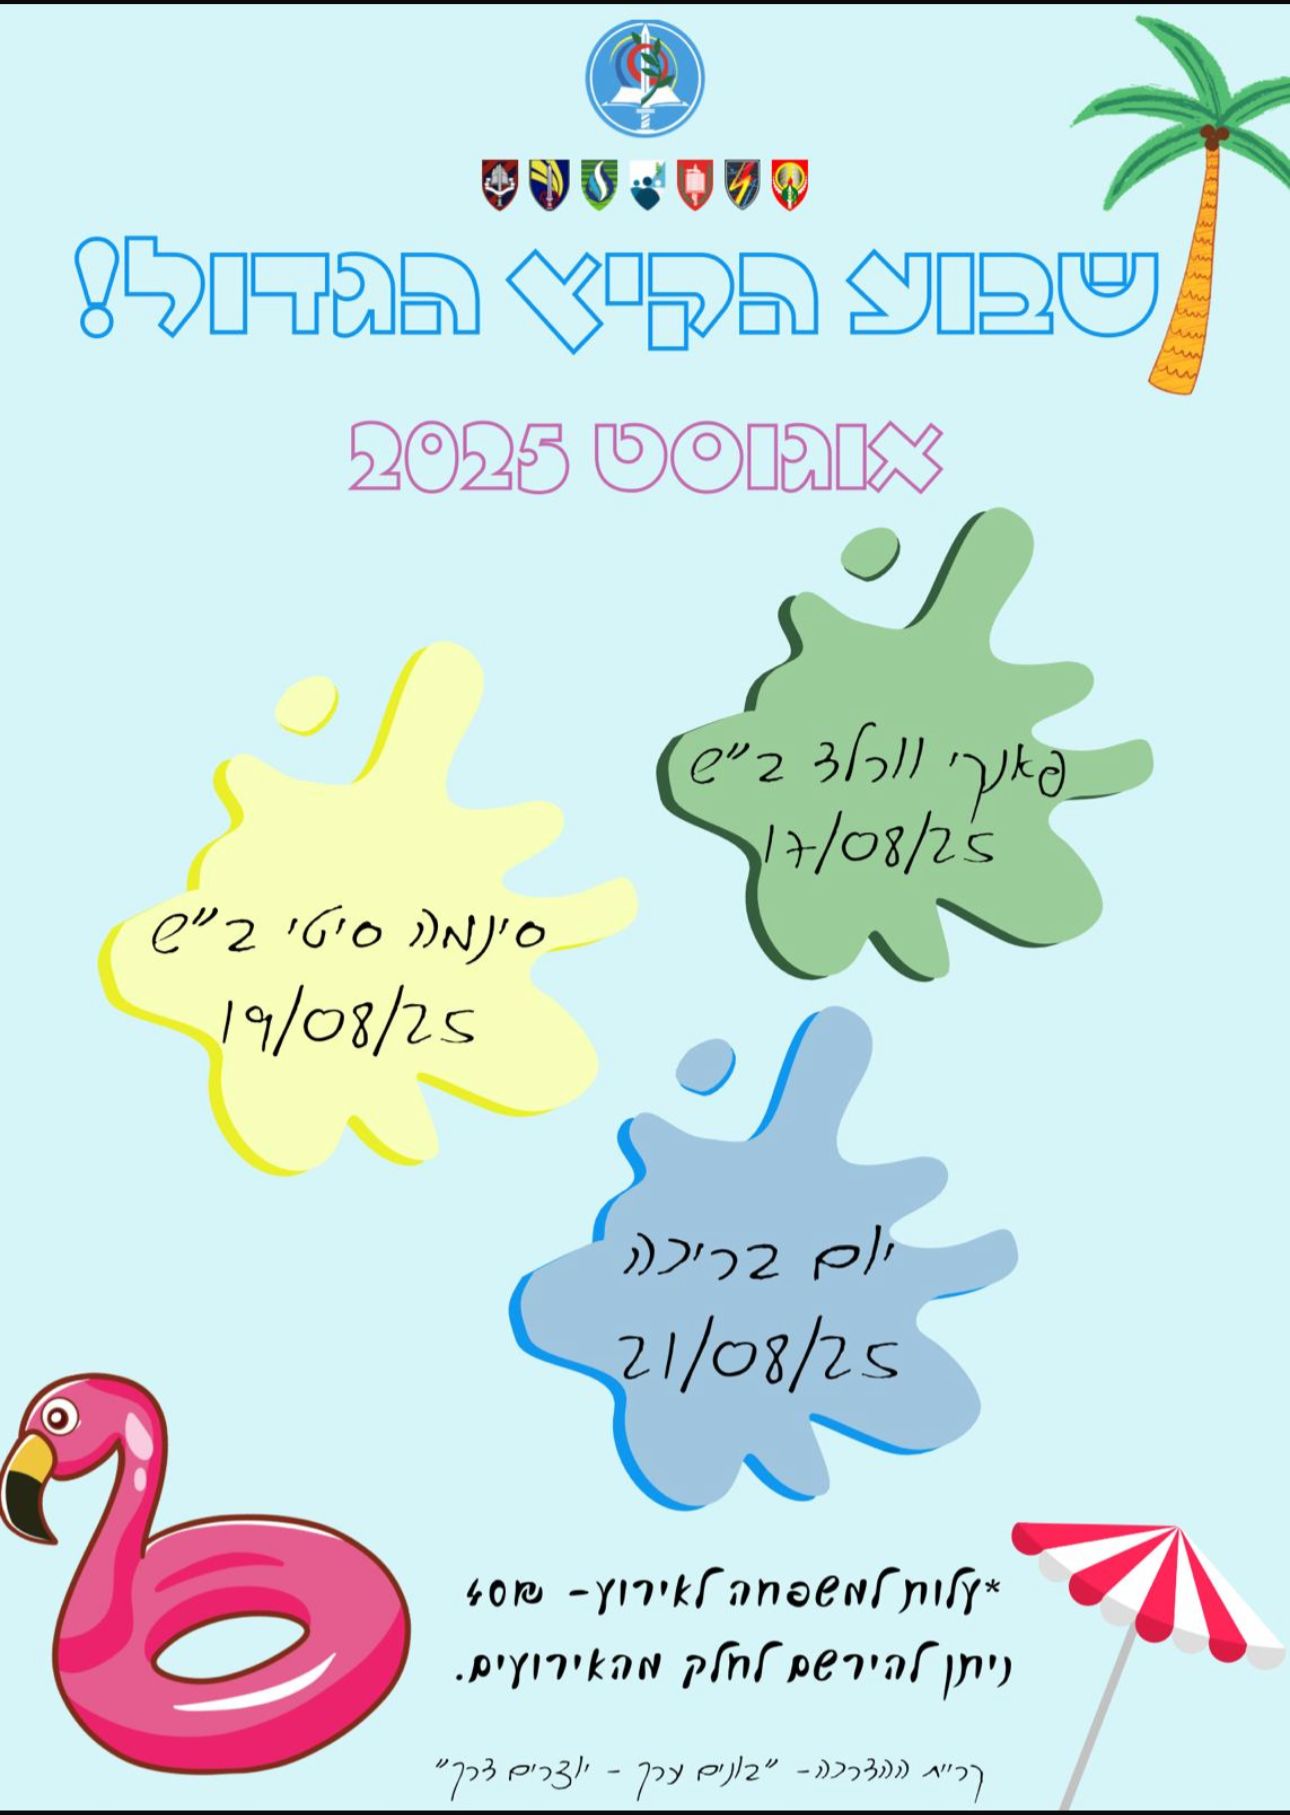 שבוע הקיץ הגדול!
אוגוסט 2025
פאנקי וורלד ב"ש
17/08/25
סינמה סיטי ב"ש
19/08/25
יום בריכה
21/08/25
*עלות למשפחה לאירוע- 40₪
ניתן להירשם לחלק מהאירועים.
קריית ההדרכה- "בונים ערך - יוצרים דרך"